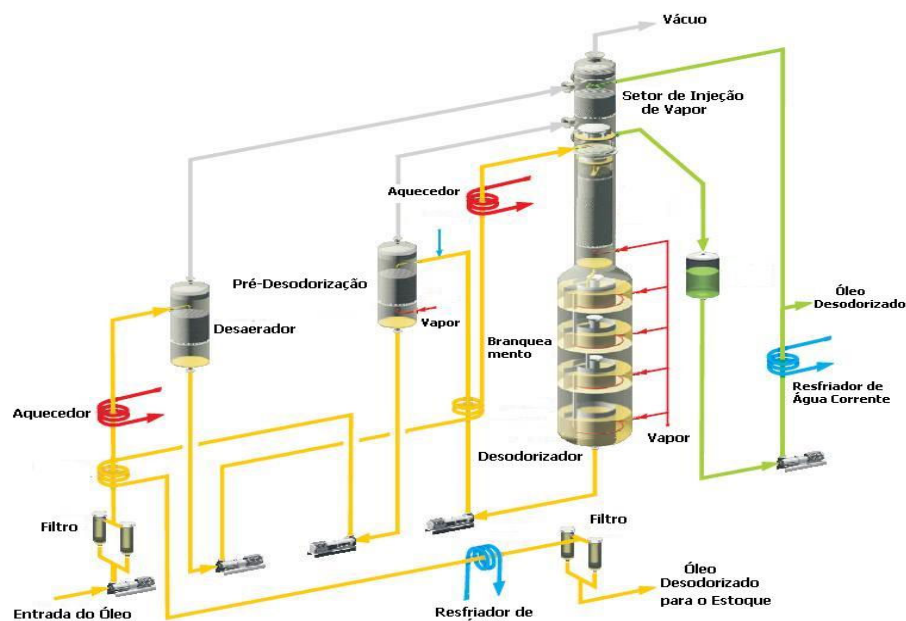 Vácuo
Setor de Injeção
de Vapor
Aquecedor
Pré-Desodorização
Desaerador
Vapor
Óleo
Desodorizado
Branquea
mento
Resfriador de
Água Corrente
Aquecedor
Desodorizador
Vapor
Filtro
Filtro
Óleo
Desodorizado
para o Estoque
Entrada do Óleo
Resfriador de